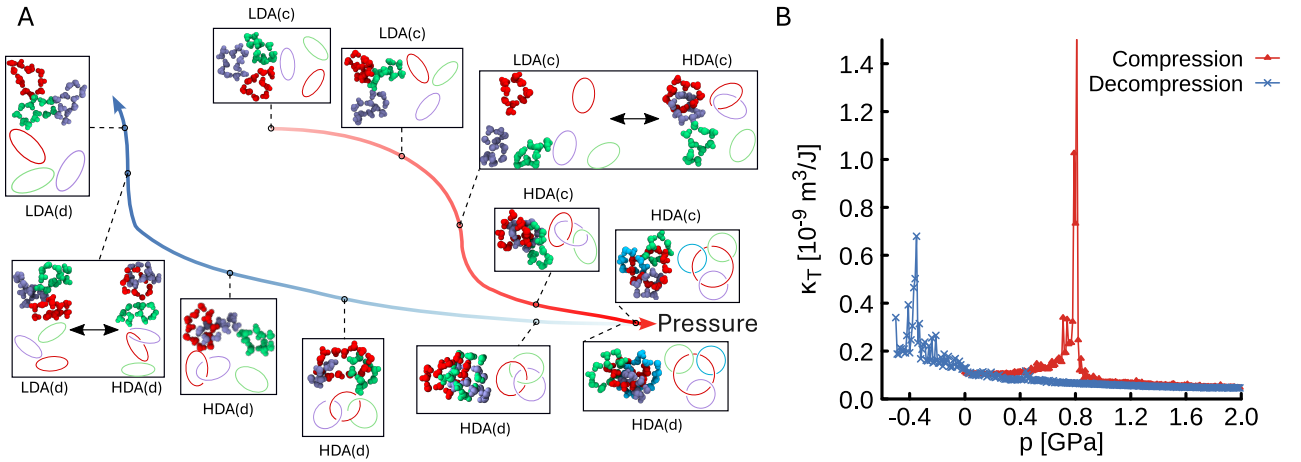 A
LDA(c)
LDA(c)
LDA(c)
HDA(c)
LDA(d)
HDA(c)
HDA(c)
Pressure
LDA(d)
HDA(d)
HDA(d)
HDA(d)
HDA(d)
HDA(d)
B
Compression
Decompression
κT [10-9 m3/J]
1.4
1.2
1.0
0.8
0.6
0.4
0.2
0.0
-0.4
0
0.4
0.8
1.2
1.6
2.0
p [GPa]